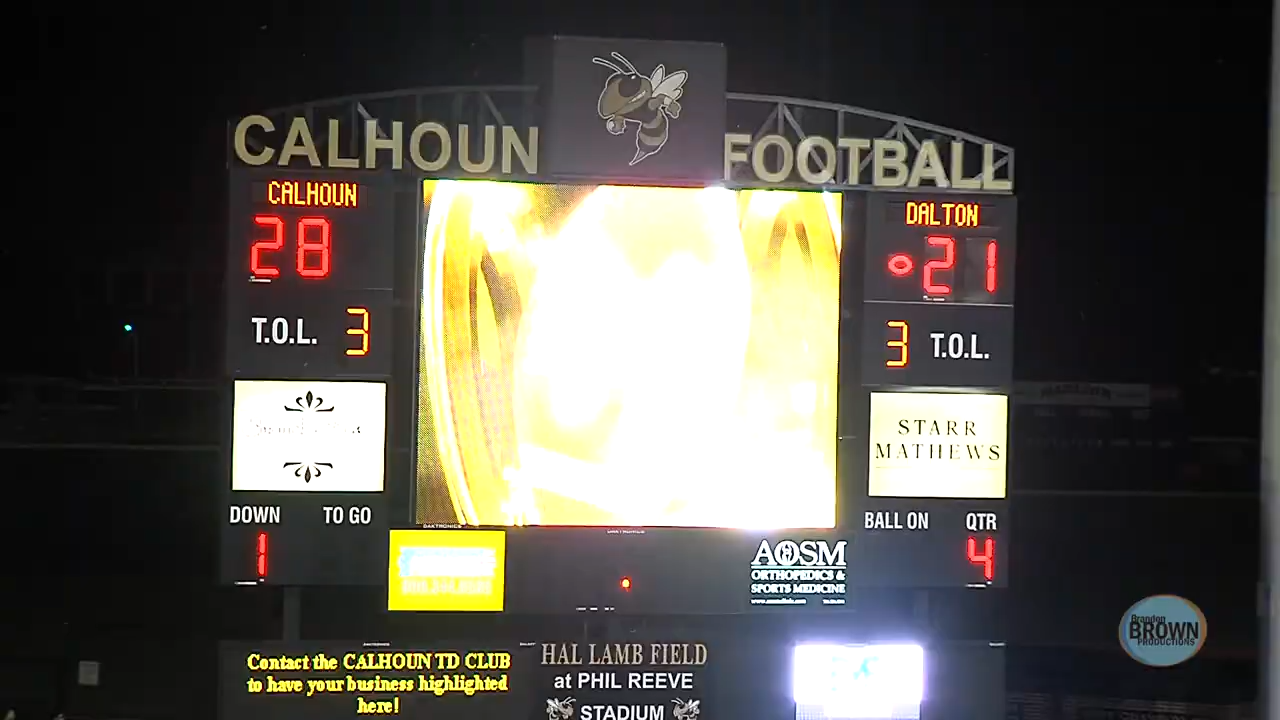 CALHOUN
FOOTBALL
CALHOUN
28
DALTON
21
T.O.L. 3
3 T.O.L.
STARR
MATHEWS
DOWN TO GO
1
BALL ON QTR
4
DAKTRONICS
DAKTRONICS
AOSM
ORTHOPEDICS &
SPORTS MEDICINE
Brandon
BROWN
PRODUCTIONS
Contact the CALHOUN TD CLUB
to have your business highlighted
here!
HAL LAMB FIELD
at PHIL REEVE
STADIUM